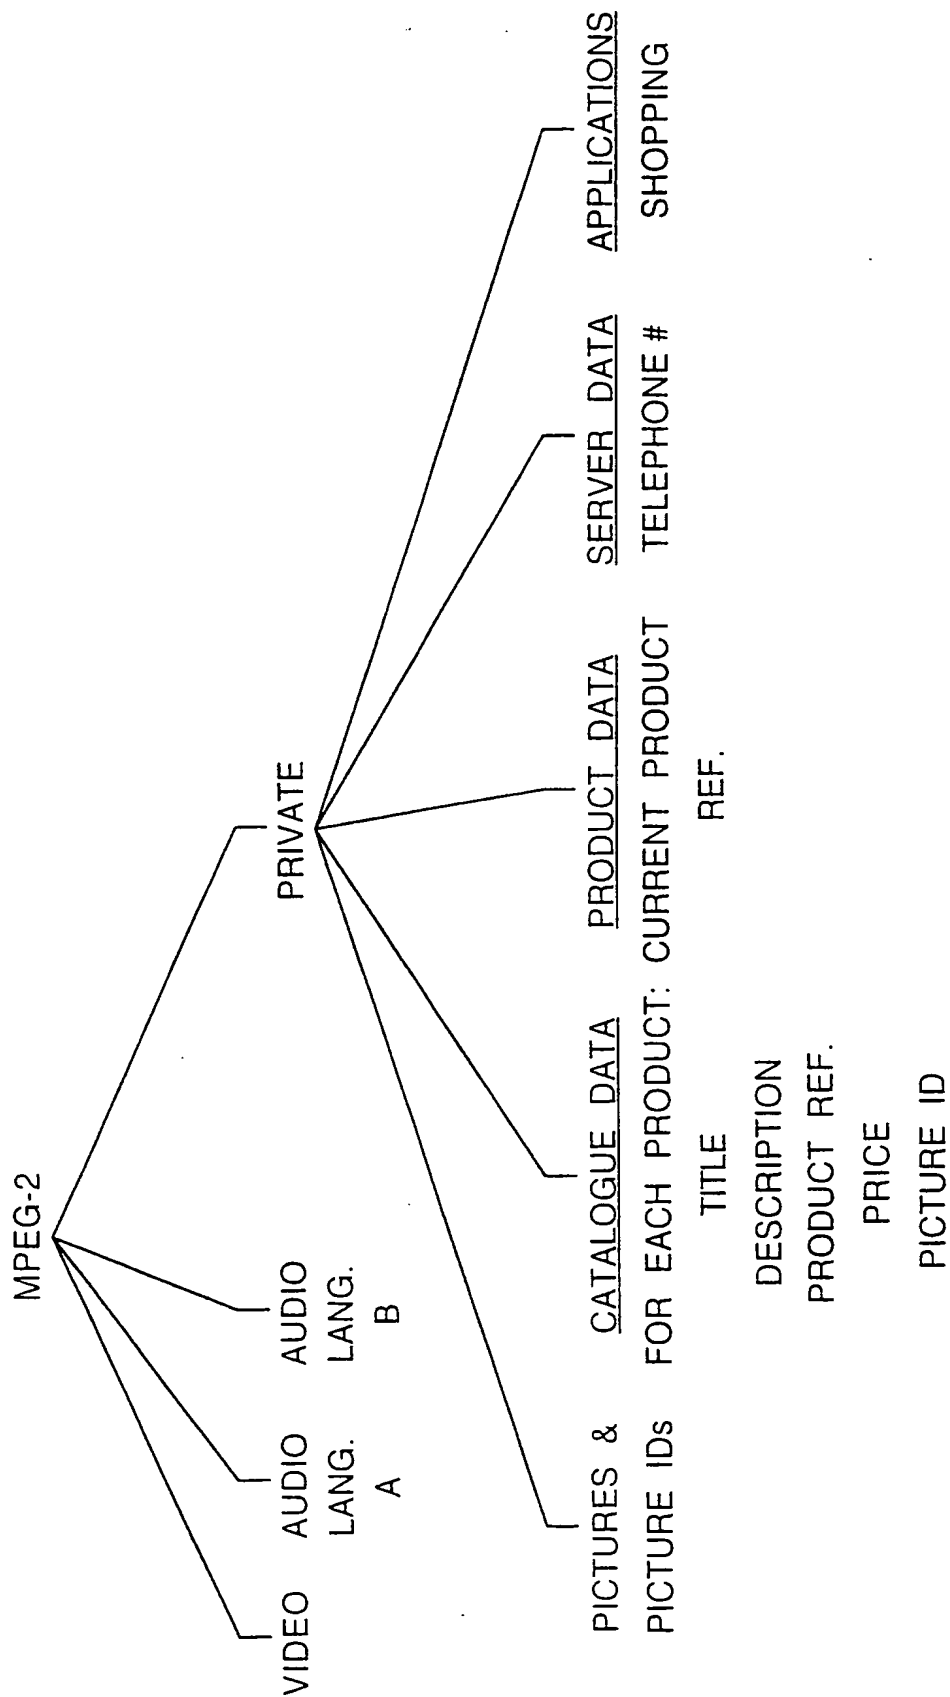 MPEG-2
VIDEO
AUDIO
LANG.
A
AUDIO
LANG.
B
PRIVATE
PICTURES &
PICTURE IDs
CATALOGUE DATA
FOR EACH PRODUCT:
TITLE
DESCRIPTION
PRODUCT REF.
PRICE
PICTURE ID
PRODUCT DATA
CURRENT PRODUCT
REF.
SERVER DATA
TELEPHONE #
APPLICATIONS
SHOPPING